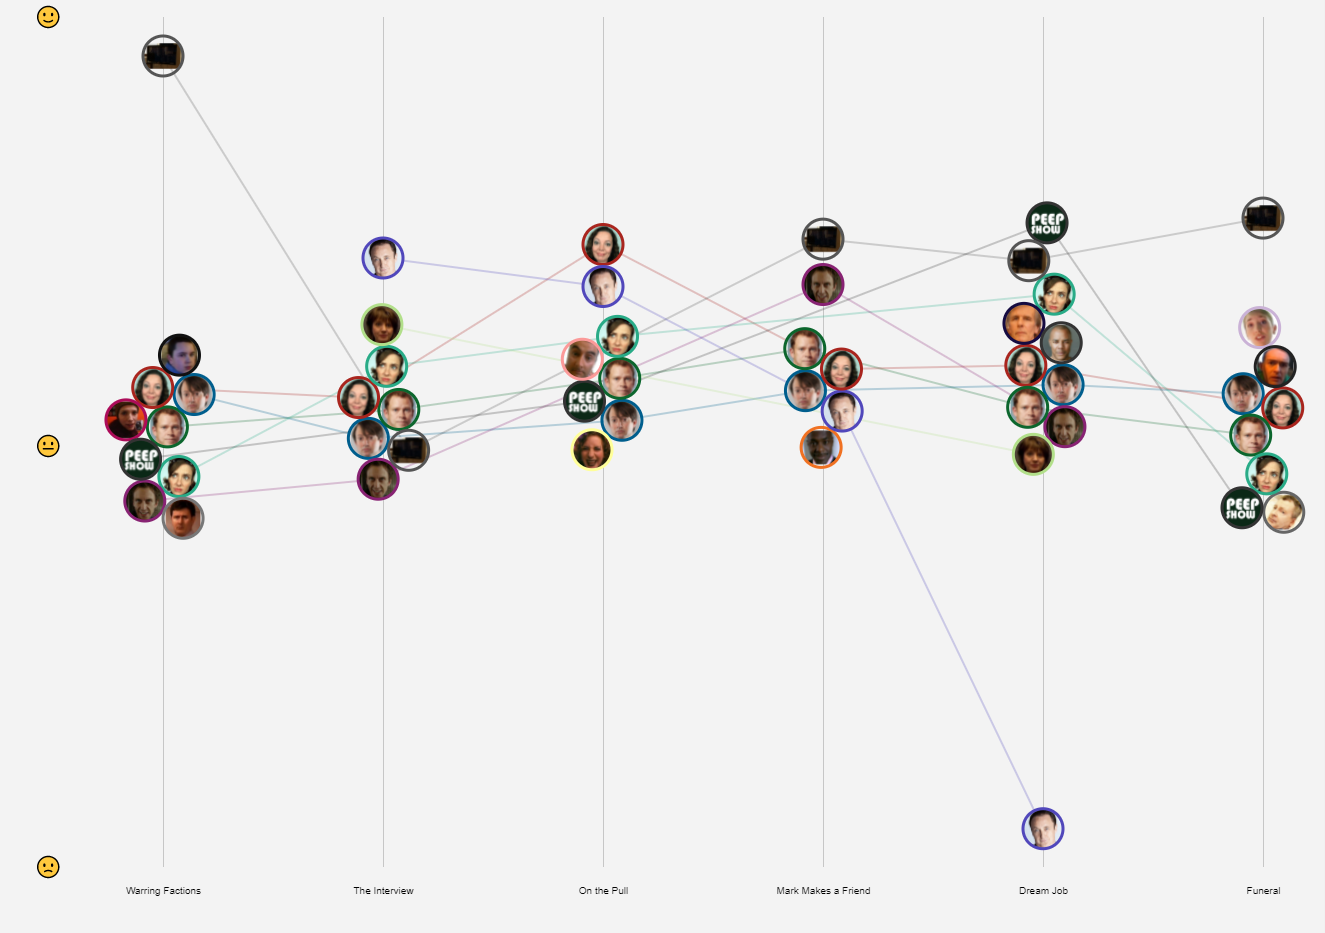 PEEP
SHOW
PEEP
SHOW
PEEP
SHOW
PEEP
SHOW
Warring Factions
The Interview
On the Pull
Mark Makes a Friend
Dream Job
Funeral